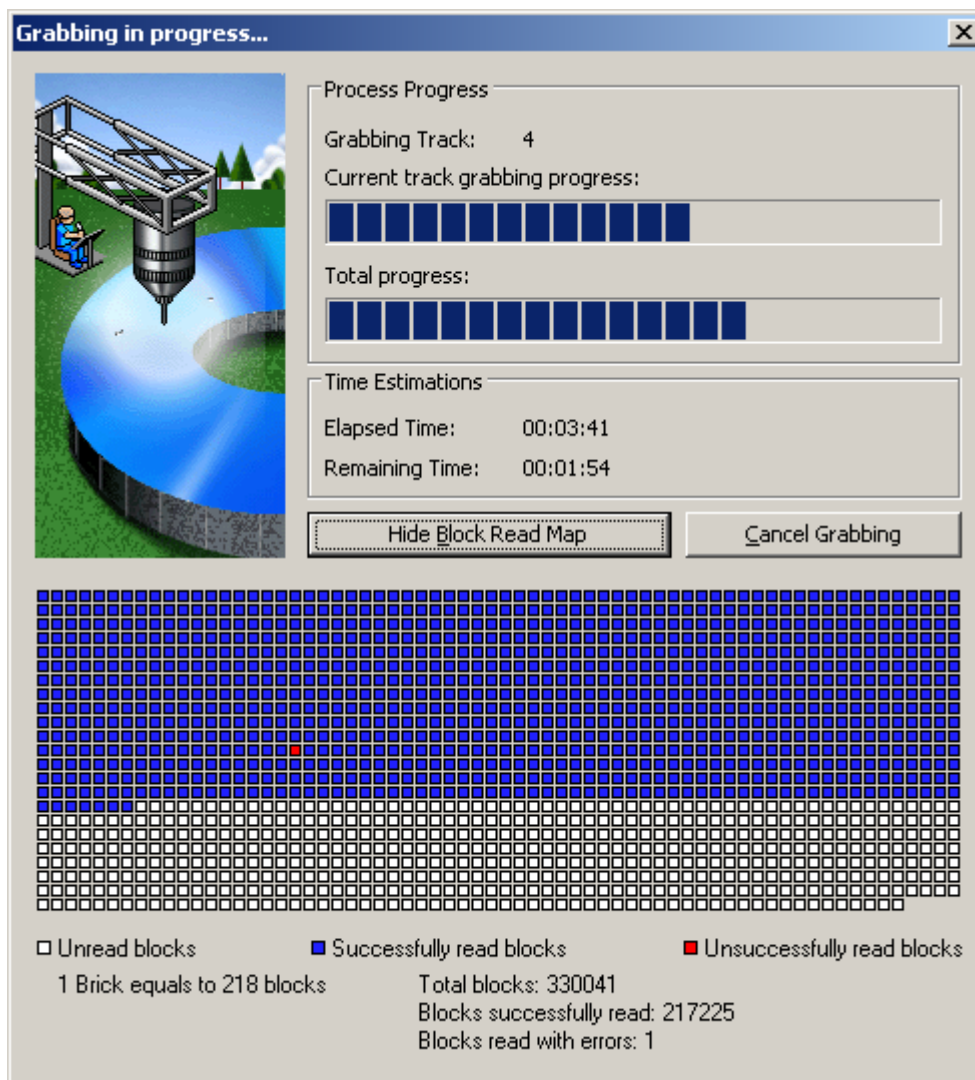 Grabbing in progress...
Process Progress
Grabbing Track: 4
Current track grabbing progress:
Total progress:
Time Estimations
Elapsed Time: 00:03:41
Remaining Time: 00:01:54
Hide Block Read Map
Cancel Grabbing
Unread blocks
Successfully read blocks
Unsuccessfully read blocks
1 Brick equals to 218 blocks
Total blocks: 330041
Blocks successfully read: 217225
Blocks read with errors: 1